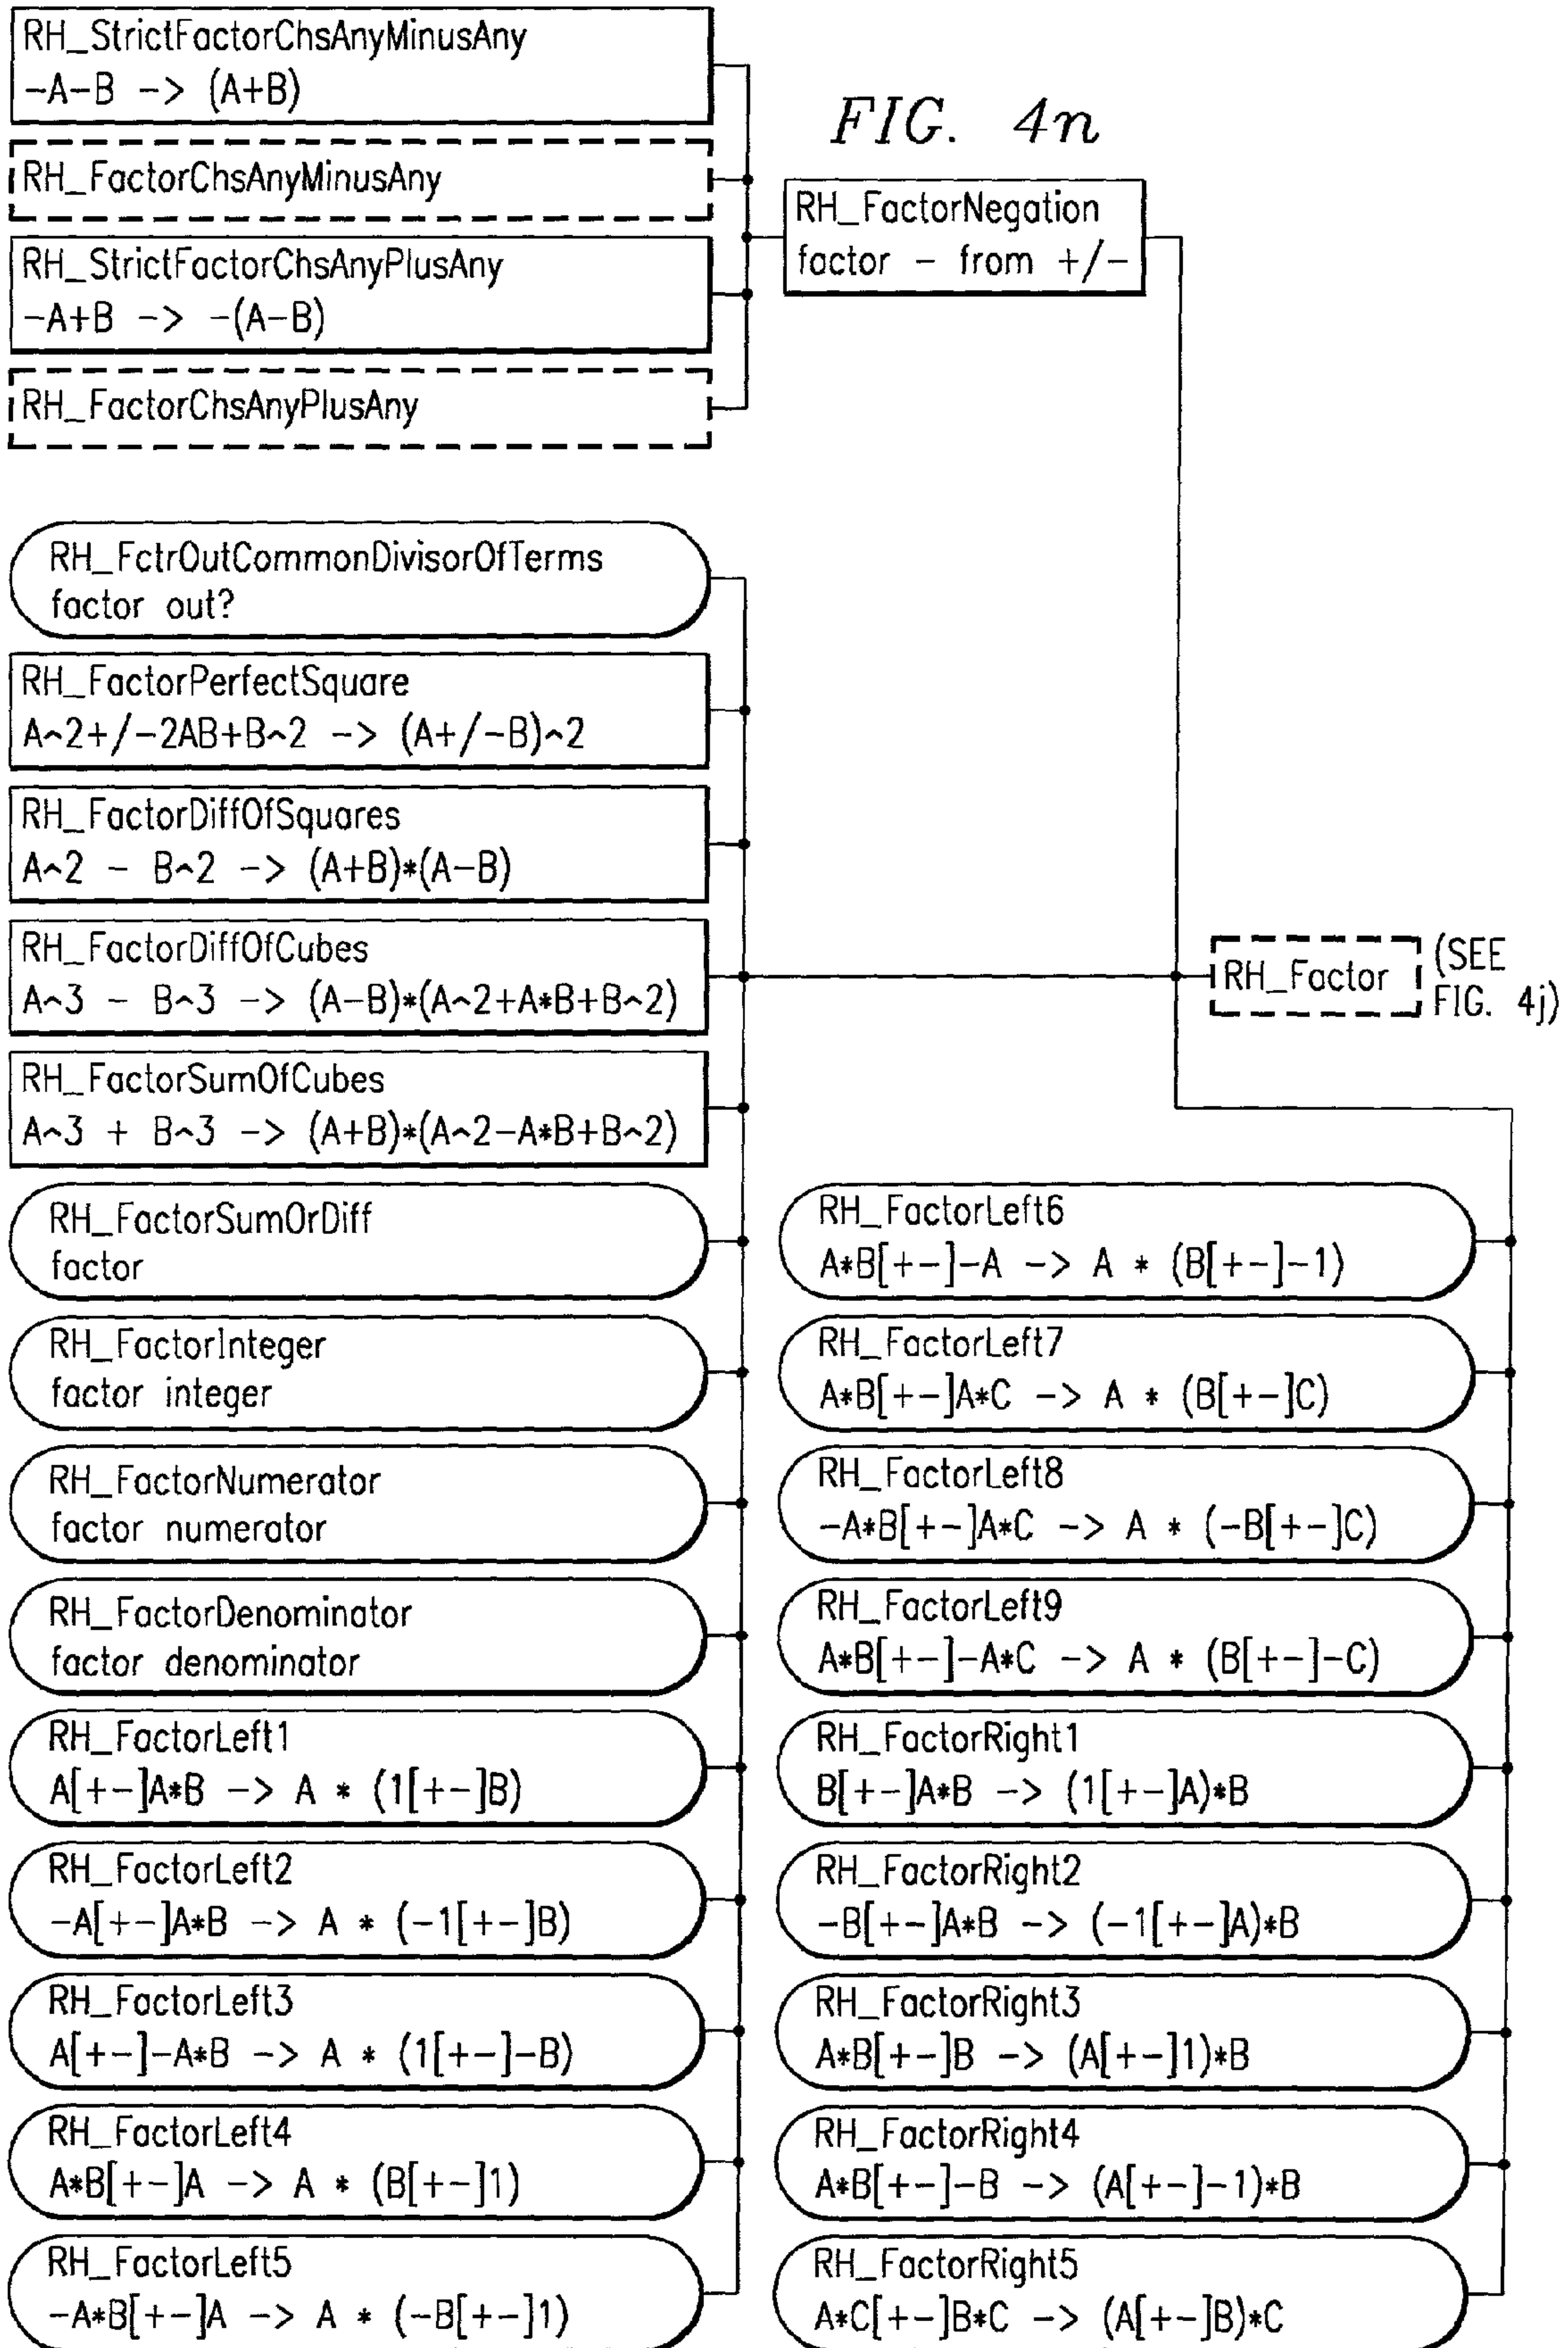 RH_StrictFactorChsAnyMinusAny
-A-B -> (A+B)
FIG. 4n
RH_FactorChsAnyMinusAny
RH_FactorNegation
factor - from +/-
RH_StrictFactorChsAnyPlusAny
-A+B -> -(A-B)
RH_FactorChsAnyPlusAny
RH_FctrOutCommonDivisorOfTerms
factor out?
RH_FactorPerfectSquare
A^2+/-2AB+B^2 -> (A+/-B)^2
RH_FactorDiffOfSquares
A^2 - B^2 -> (A+B)*(A-B)
RH_FactorDiffOfCubes
A^3 - B^3 -> (A-B)*(A^2+A*B+B^2)
RH_Factor
(SEE
FIG. 4j)
RH_FactorSumOfCubes
A^3 + B^3 -> (A+B)*(A^2-A*B+B^2)
RH_FactorSumOrDiff
factor
RH_FactorInteger
factor integer
RH_FactorNumerator
factor numerator
RH_FactorDenominator
factor denominator
RH_FactorLeft1
A[+-]A*B -> A * (1[+-]B)
RH_FactorLeft2
-A[+-]A*B -> A * (-1[+-]B)
RH_FactorLeft3
A[+-]-A*B -> A * (1[+-]-B)
RH_FactorLeft4
A*B[+-]A -> A * (B[+-]1)
RH_FactorLeft5
-A*B[+-]A -> A * (-B[+-]1)
RH_FactorLeft6
A*B[+-]-A -> A * (B[+-]-1)
RH_FactorLeft7
A*B[+-]A*C -> A * (B[+-]C)
RH_FactorLeft8
-A*B[+-]A*C -> A * (-B[+-]C)
RH_FactorLeft9
A*B[+-]-A*C -> A * (B[+-]-C)
RH_FactorRight1
B[+-]A*B -> (1[+-]A)*B
RH_FactorRight2
-B[+-]A*B -> (-1[+-]A)*B
RH_FactorRight3
A*B[+-]B -> (A[+-]1)*B
RH_FactorRight4
A*B[+-]-B -> (A[+-]-1)*B
RH_FactorRight5
A*C[+-]B*C -> (A[+-]B)*C